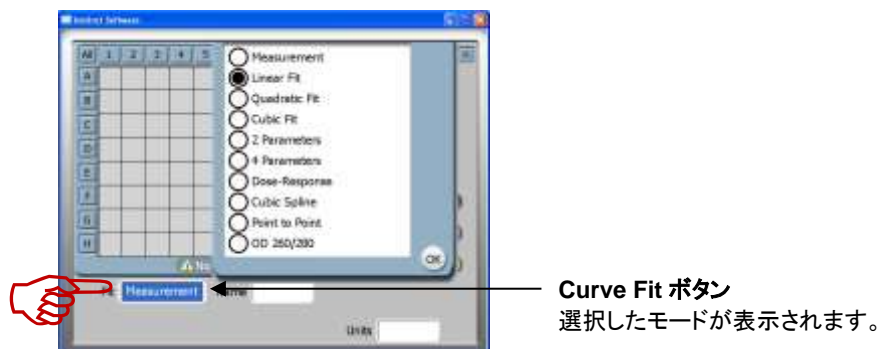 All 1 2 3 4 5
A
B
C
D
E
F
G
H
Measurement
Linear Fit
Quadratic Fit
Cubic Fit
2 Parameters
4 Parameters
Dose-Response
Cubic Spline
Point to Point
OD 260/280
OK
No
Measurement
Units
Curve Fit ボタン
選択したモードが表示されます。